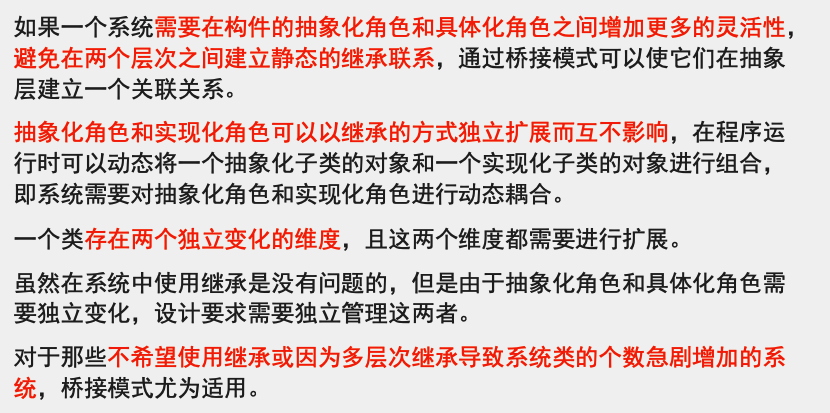 如果一个系统需要在构件的抽象化角色和具体化角色之间增加更多的灵活性，
避免在两个层次之间建立静态的继承联系，通过桥接模式可以使它们在抽象
层建立一个关联关系。
抽象化角色和实现化角色可以以继承的方式独立扩展而互不影响，在程序运
行时可以动态将一个抽象化子类的对象和一个实现化子类的对象进行组合，
即系统需要对抽象化角色和实现化角色进行动态耦合。
一个类存在两个独立变化的维度，且这两个维度都需要进行扩展。
虽然在系统中使用继承是没有问题的，但是由于抽象化角色和具体化角色需
要独立变化，设计要求需要独立管理这两者。
对于那些不希望使用继承或因为多层次继承导致系统类的个数急剧增加的系
统，桥接模式尤为适用。